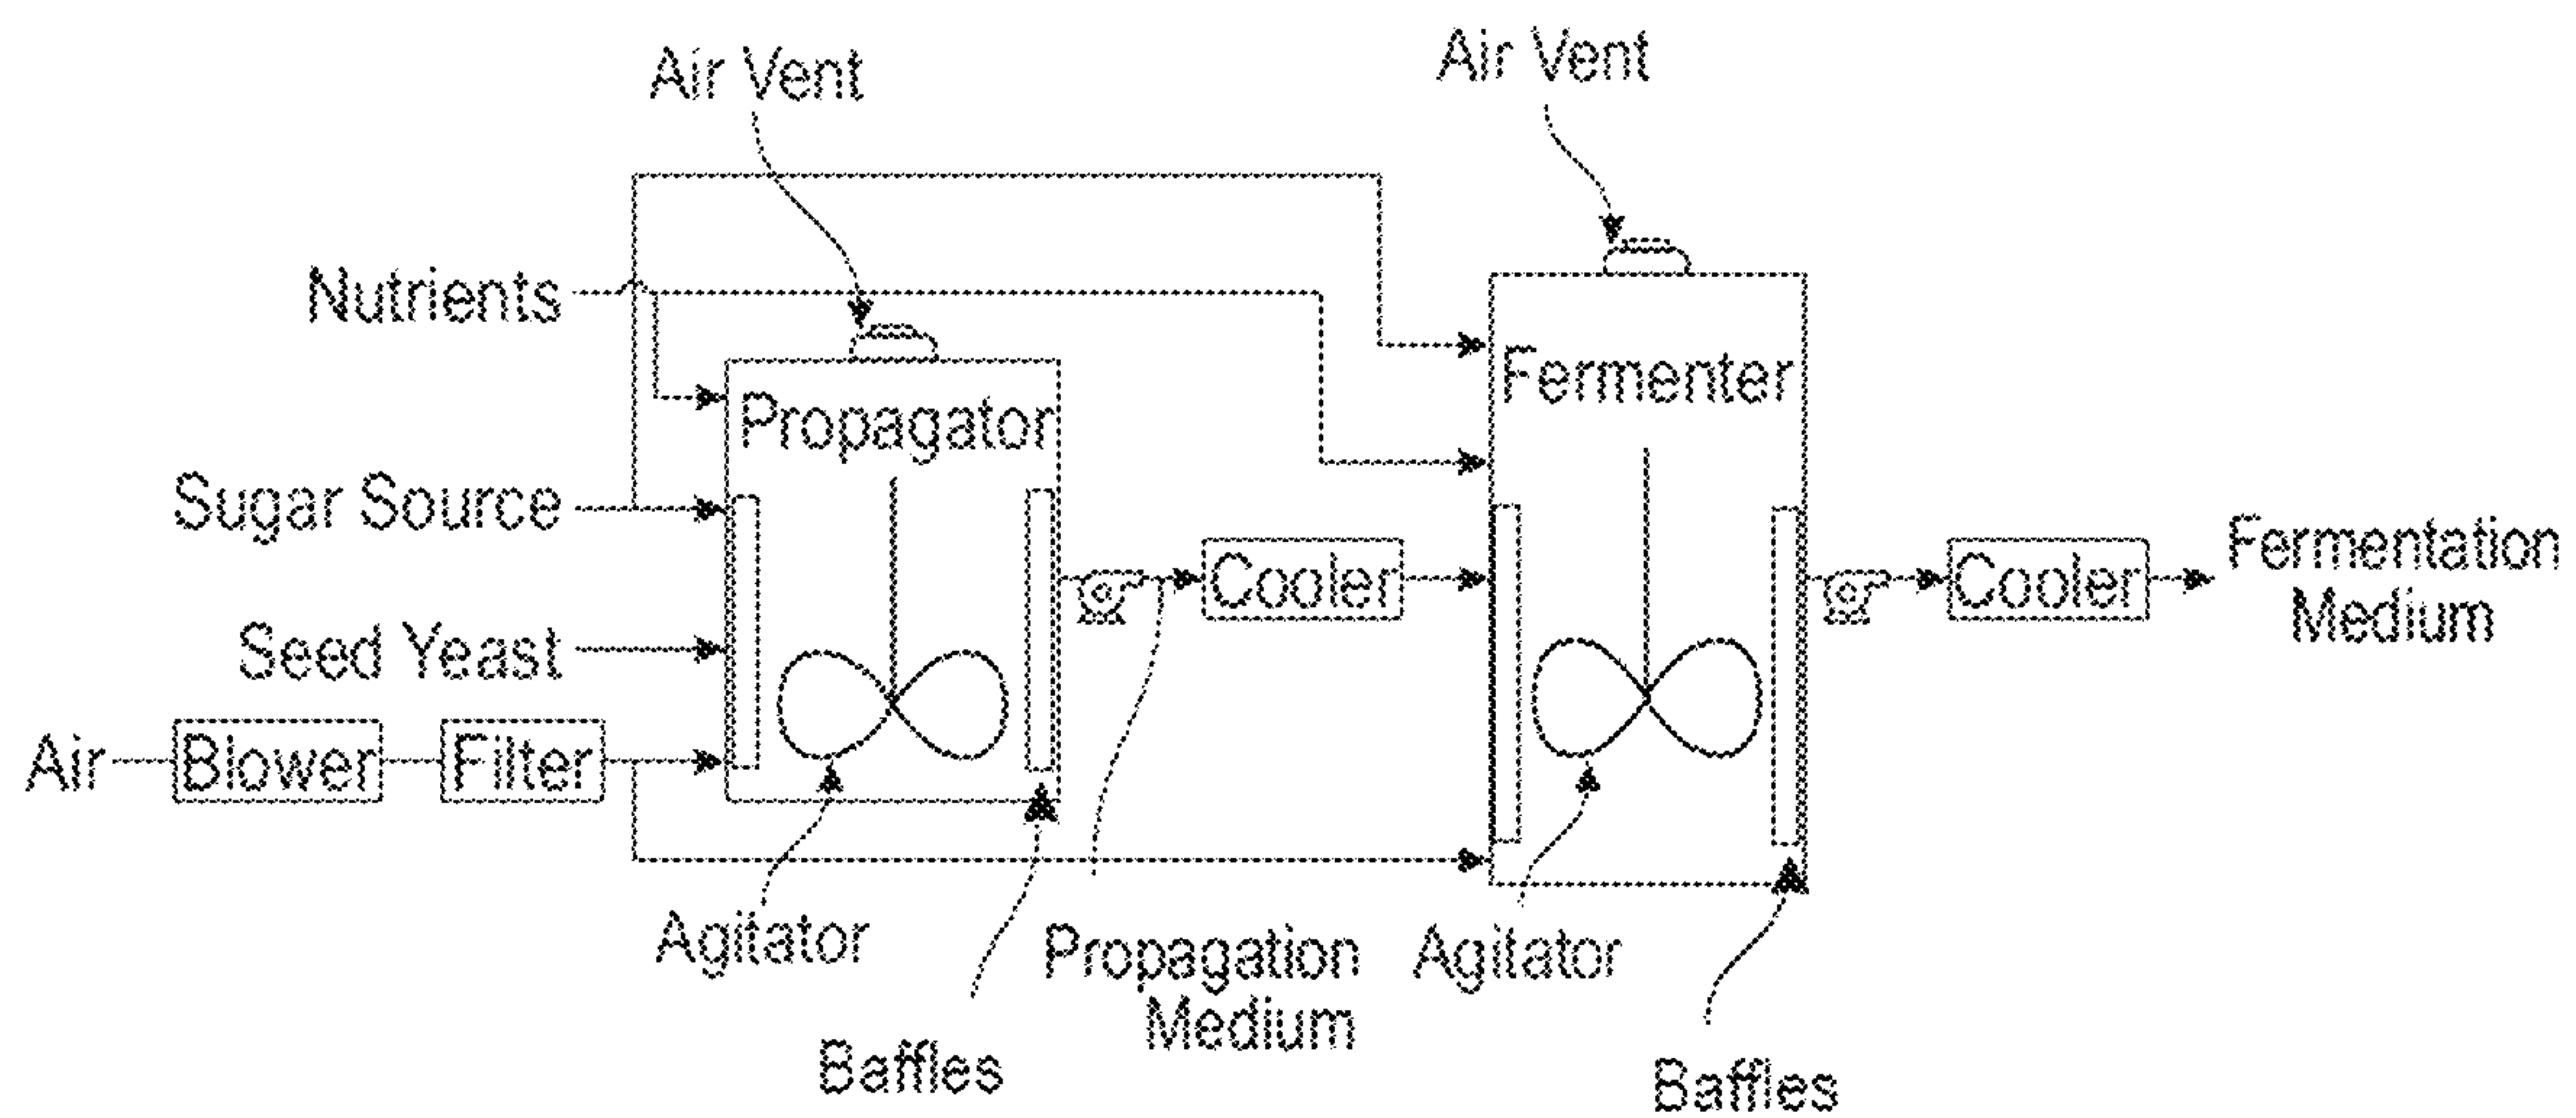 Air Vent
Air Vent
Nutrients
Propagator
Fermenter
Sugar Source
Cooler
Cooler
Fermentation
Medium
Seed Yeast
Air
Blower
Filter
Agitator
Propagation
Medium
Agitator
Baffles
Baffles